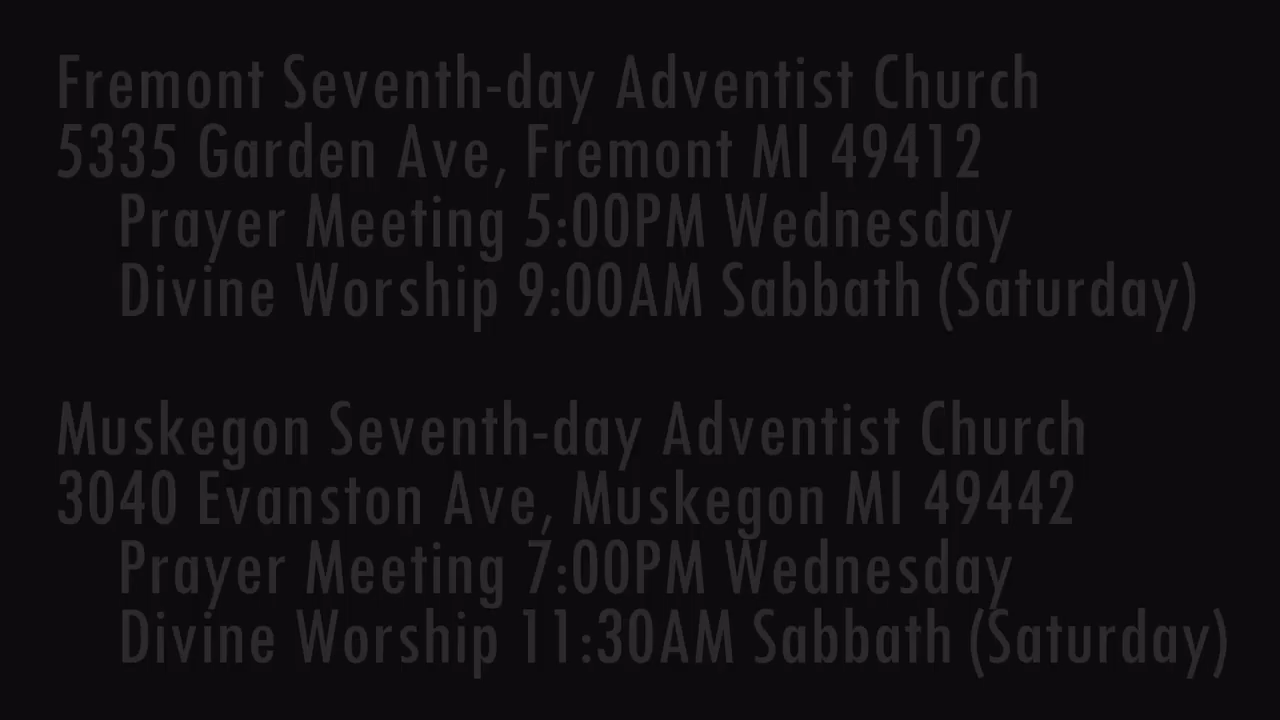 Fremont Seventh-day Adventist Church
5335 Garden Ave, Fremont MI 49412
Prayer Meeting 5:00PM Wednesday
Divine Worship 9:00AM Sabbath (Saturday)
Muskegon Seventh-day Adventist Church
3040 Evanston Ave, Muskegon MI 49442
Prayer Meeting 7:00PM Wednesday
Divine Worship 11:30AM Sabbath (Saturday)